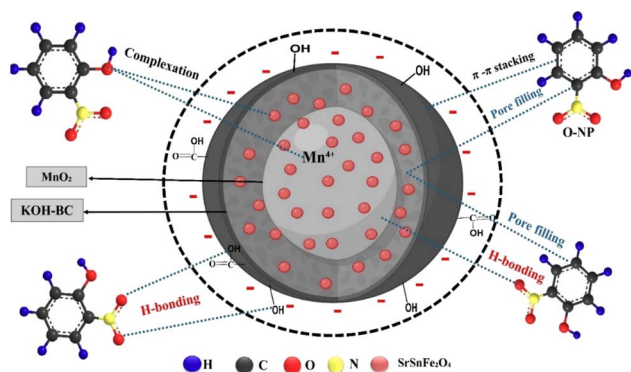 OH
Complexation
OH
π -π stacking
Pore filling
O-NP
Mn⁴⁺
OH
O=C
MnO₂
KOH-BC
C=O
OH
Pore filling
OH
O=C
H-bonding
H-bonding
OH
OH
H
C
O
N
SrSnFe₂O₄